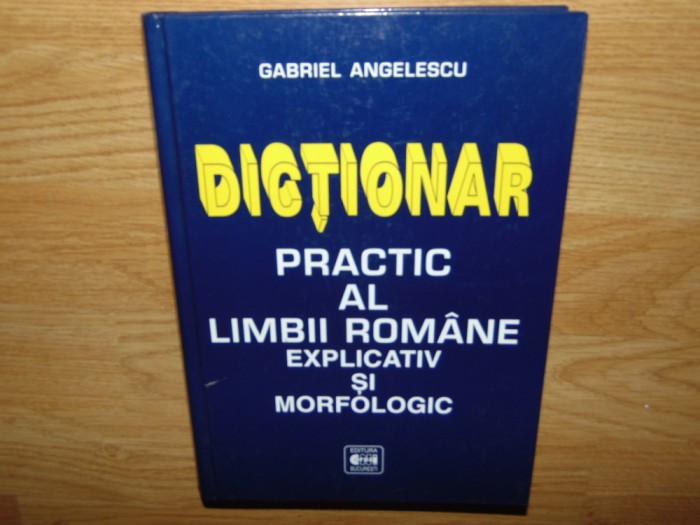 GABRIEL ANGELESCU
DICȚIONAR
PRACTIC
AL
LIMBII ROMÂNE
EXPLICATIV
ȘI
MORFOLOGIC
EDITURA
BUCUREȘTI